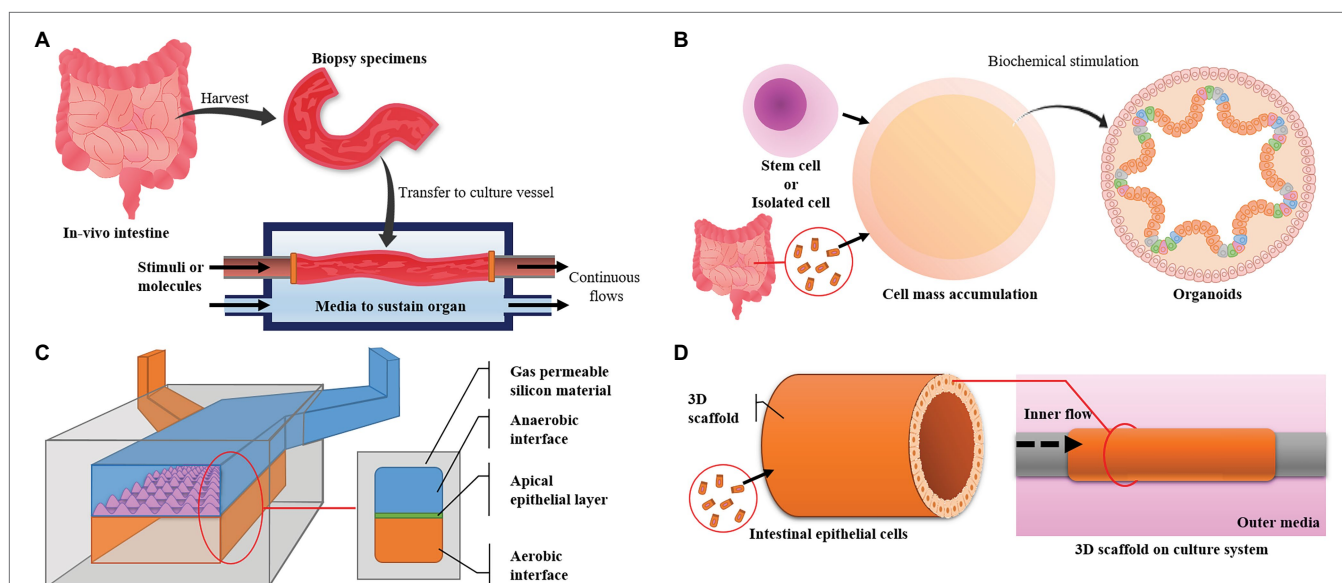 A
Biopsy specimens
Harvest
Transfer to culture vessel
In-vivo intestine
Stimuli or
molecules
Continuous
flows
Media to sustain organ
B
Biochemical stimulation
Stem cell
or
Isolated cell
Cell mass accumulation
Organoids
C
Gas permeable
silicon material
Anaerobic
interface
Apical
epithelial layer
Aerobic
interface
D
3D
scaffold
Inner flow
Intestinal epithelial cells
Outer media
3D scaffold on culture system